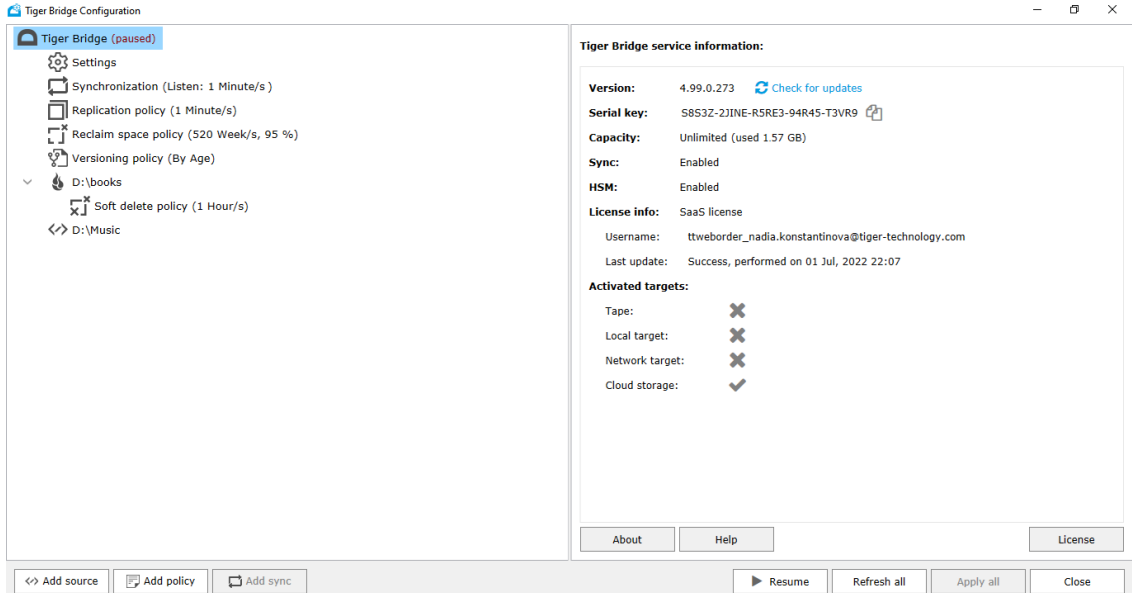 Tiger Bridge Configuration
Tiger Bridge (paused)
Settings
Synchronization (Listen: 1 Minute/s )
Replication policy (1 Minute/s)
Reclaim space policy (520 Week/s, 95 %)
Versioning policy (By Age)
D:\books
Soft delete policy (1 Hour/s)
D:\Music
Tiger Bridge service information:
Version: 4.99.0.273 Check for updates
Serial key: S8S3Z-2JINE-R5RE3-94R45-T3VR9
Capacity: Unlimited (used 1.57 GB)
Sync: Enabled
HSM: Enabled
License info: SaaS license
Username: ttweborder_nadia.konstantinova@tiger-technology.com
Last update: Success, performed on 01 Jul, 2022 22:07
Activated targets:
Tape:
Local target:
Network target:
Cloud storage:
About Help License
Add source Add policy Add sync Resume Refresh all Apply all Close